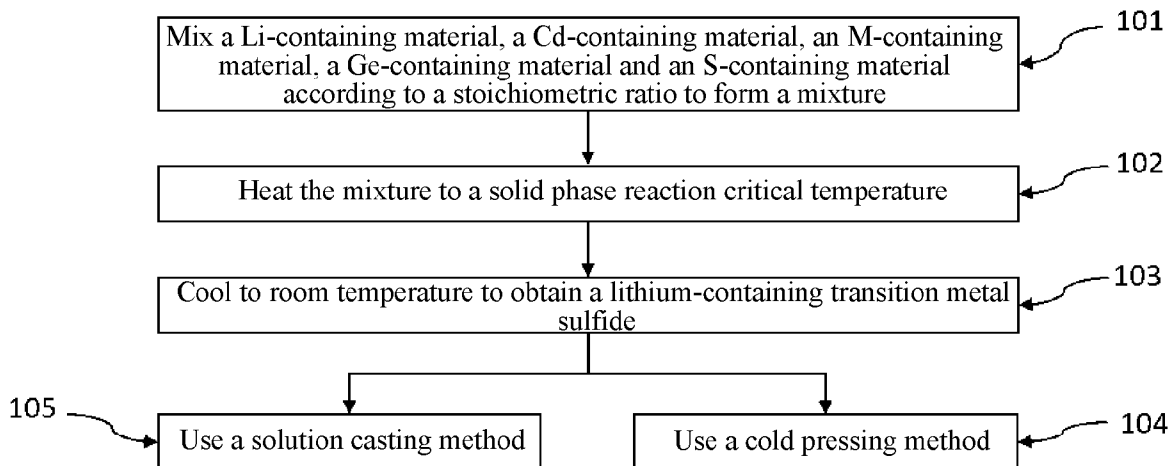 Mix a Li-containing material, a Cd-containing material, an M-containing
material, a Ge-containing material and an S-containing material
according to a stoichiometric ratio to form a mixture
101
Heat the mixture to a solid phase reaction critical temperature
102
Cool to room temperature to obtain a lithium-containing transition metal
sulfide
103
105
Use a solution casting method
Use a cold pressing method
104